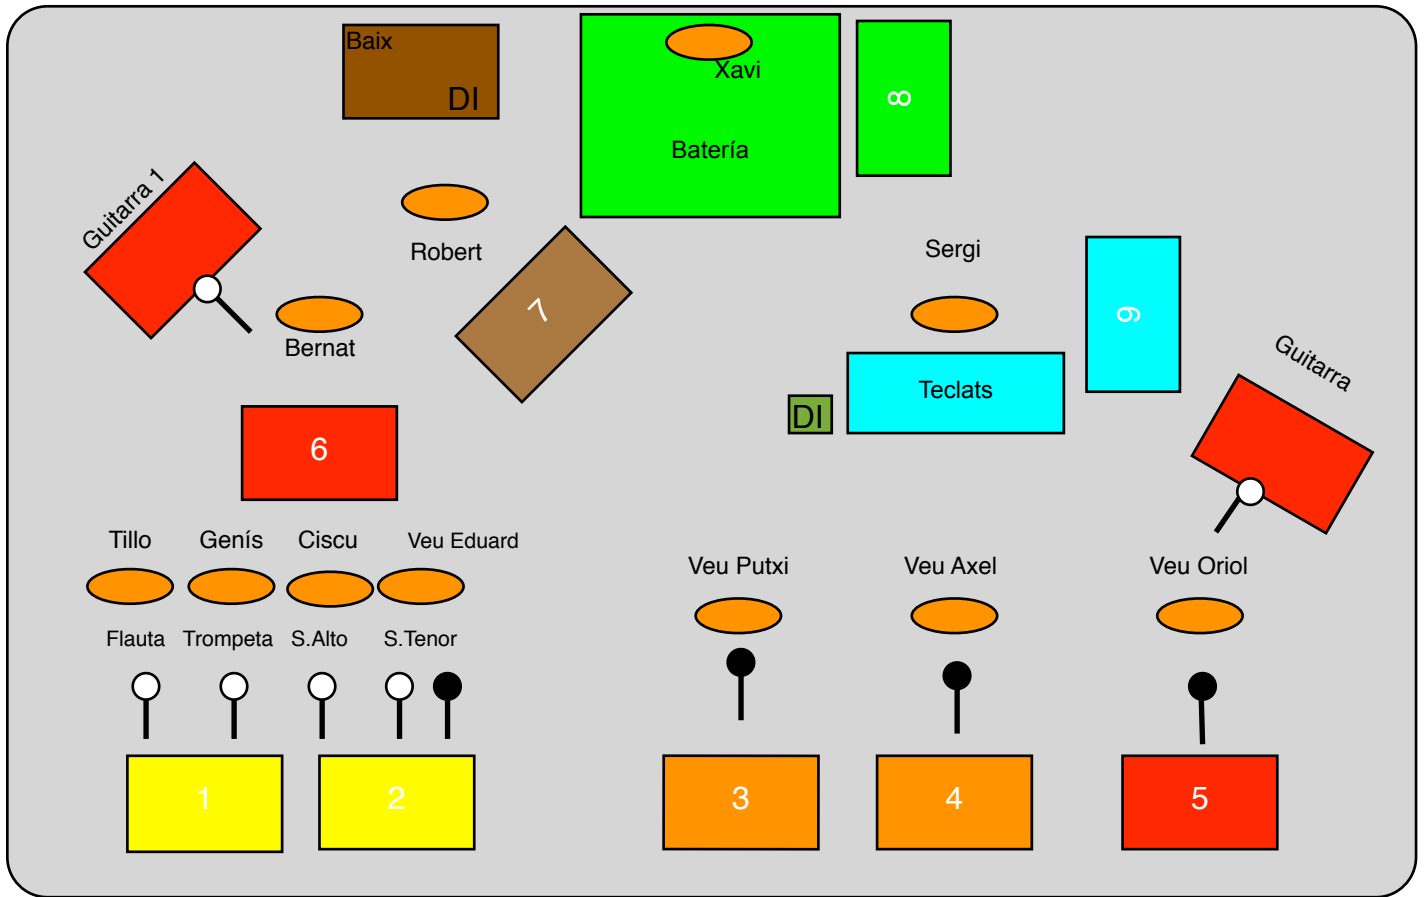 Baix
DI
Xavi
Batería
8
Guitarra 1
Robert
Sergi
7
9
Bernat
Guitarra
Teclats
DI
6
Tillo
Genís
Ciscu
Veu Eduard
Veu Putxi
Veu Axel
Veu Oriol
Flauta
Trompeta
S.Alto
S.Tenor
1
2
3
4
5